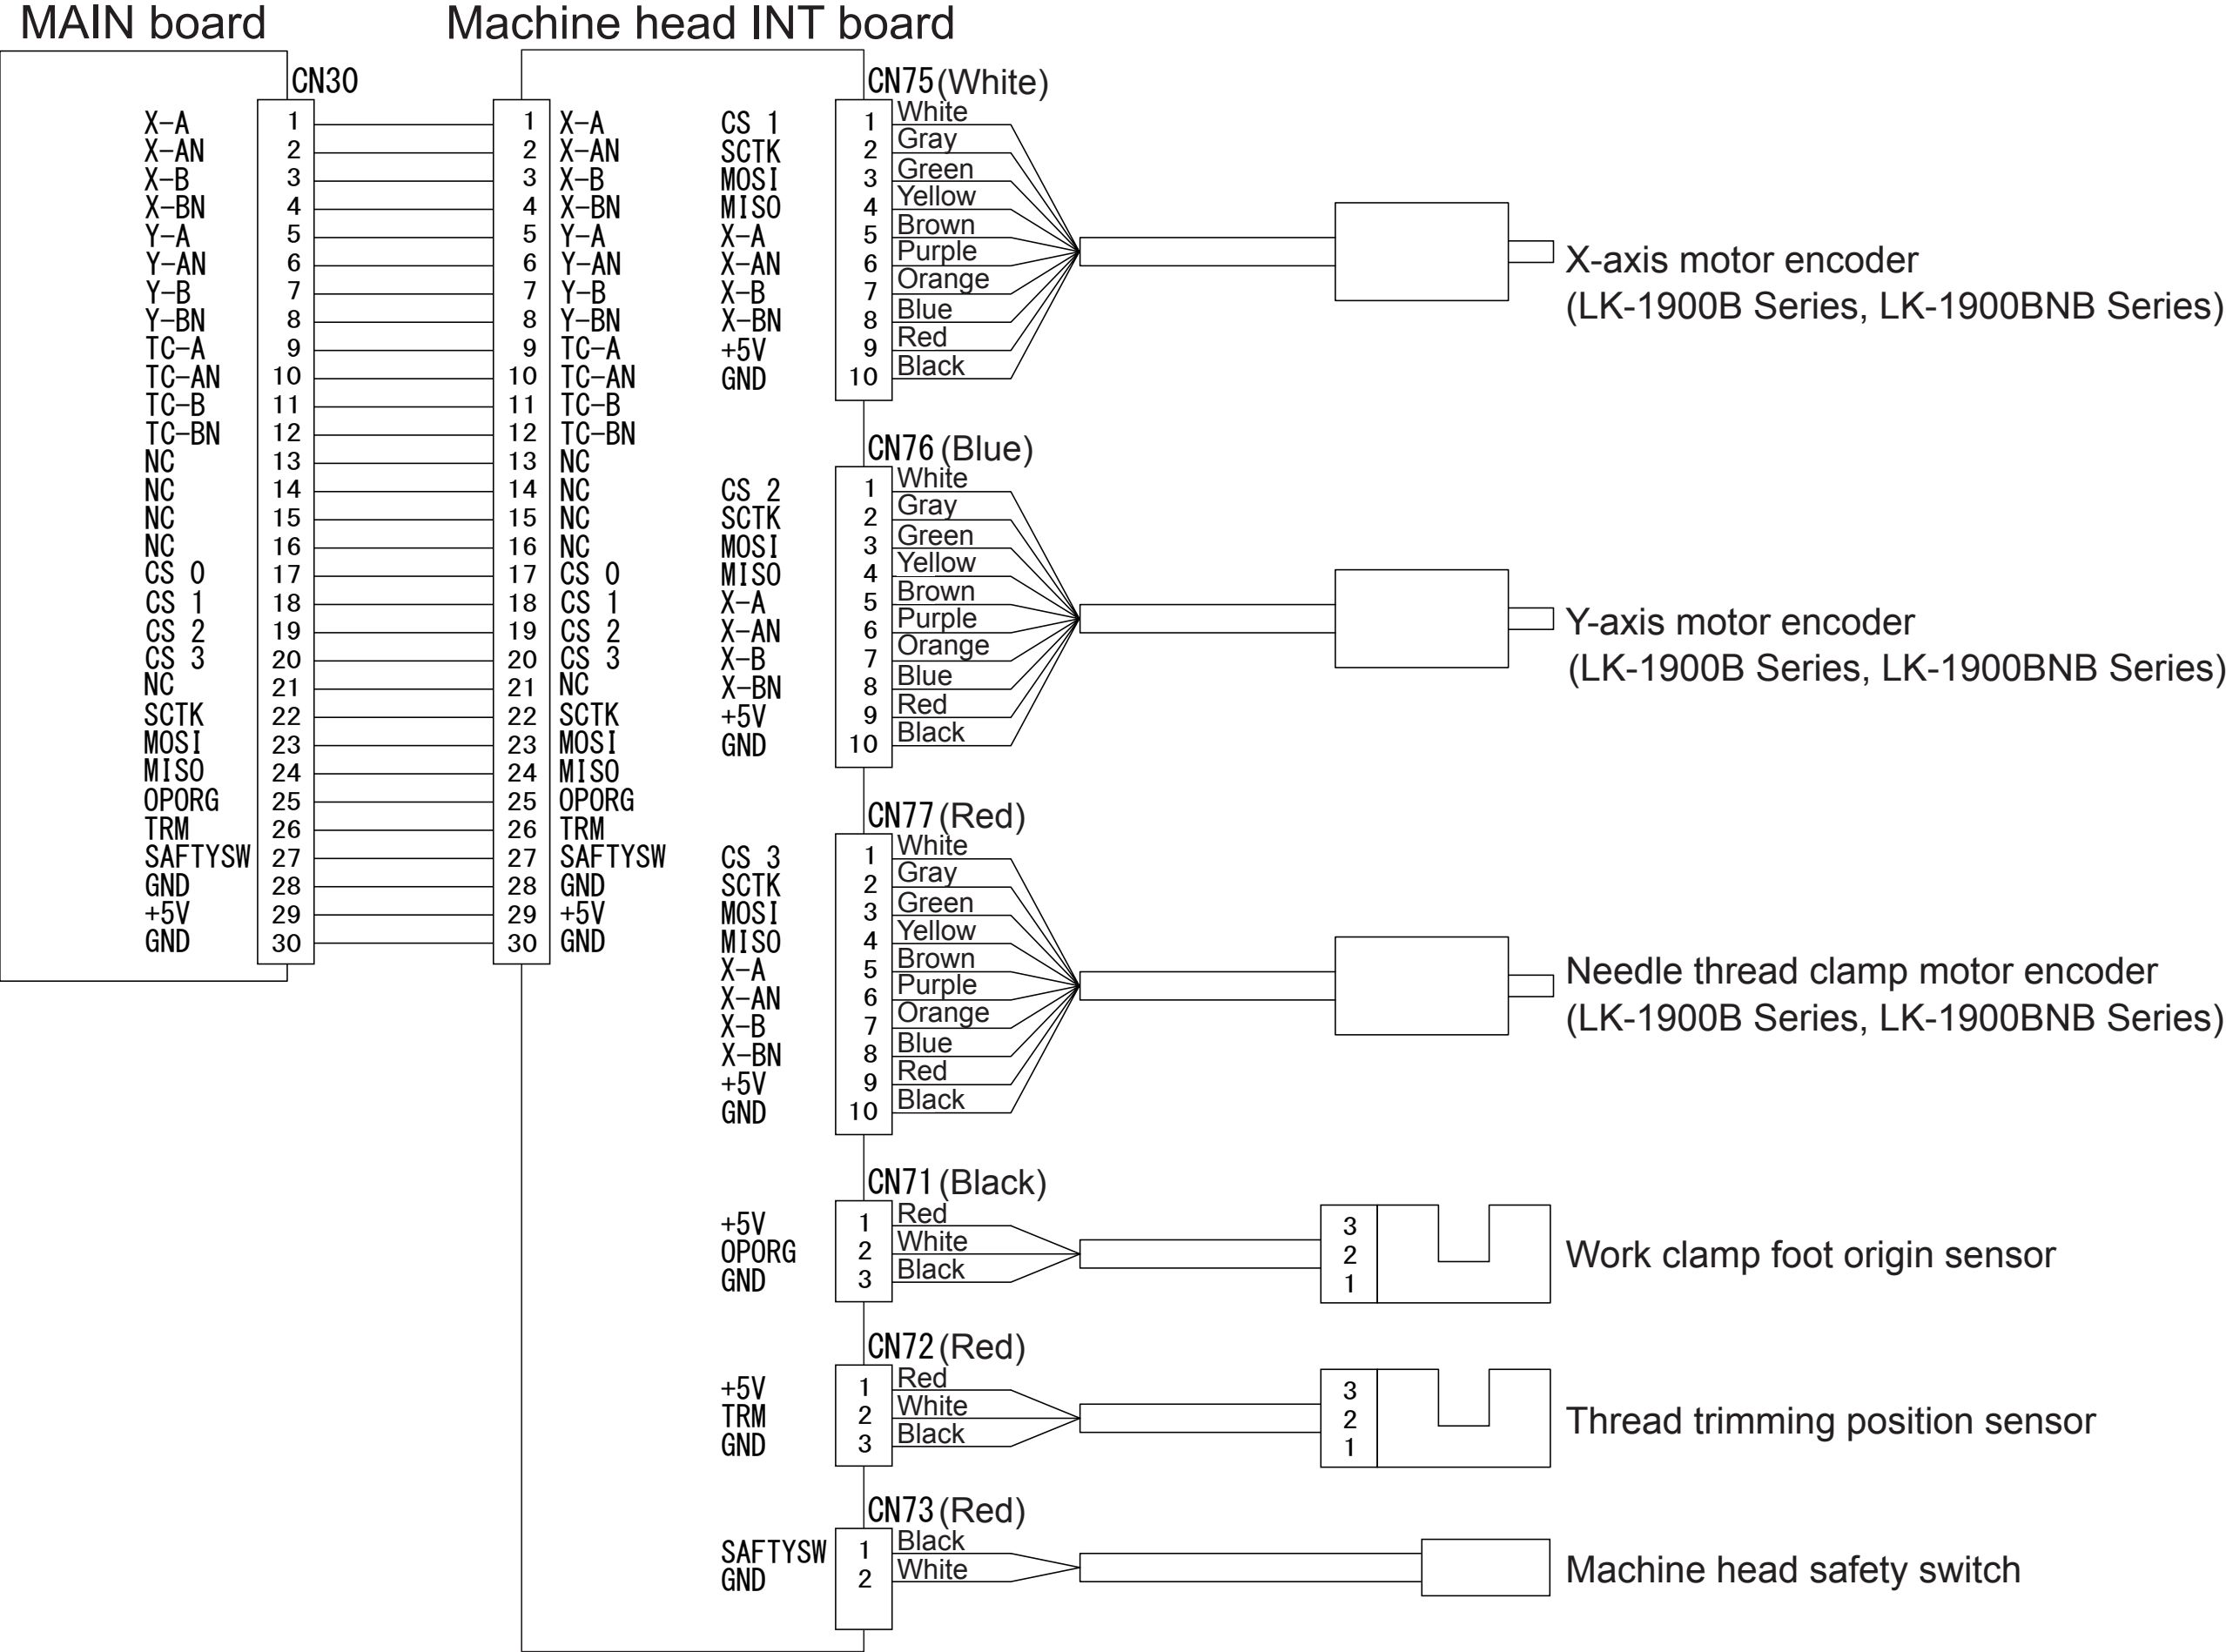 MAIN board
Machine head INT board
CN30
X-A 1 1 X-A
X-AN 2 2 X-AN
X-B 3 3 X-B
X-BN 4 4 X-BN
Y-A 5 5 Y-A
Y-AN 6 6 Y-AN
Y-B 7 7 Y-B
Y-BN 8 8 Y-BN
TC-A 9 9 TC-A
TC-AN 10 10 TC-AN
TC-B 11 11 TC-B
TC-BN 12 12 TC-BN
NC 13 13 NC
NC 14 14 NC
NC 15 15 NC
NC 16 16 NC
CS 0 17 17 CS 0
CS 1 18 18 CS 1
CS 2 19 19 CS 2
CS 3 20 20 CS 3
NC 21 21 NC
SCTK 22 22 SCTK
MOSI 23 23 MOSI
MISO 24 24 MISO
OPORG 25 25 OPORG
TRM 26 26 TRM
SAFTYSW 27 27 SAFTYSW
GND 28 28 GND
+5V 29 29 +5V
GND 30 30 GND
CN75 (White)
CS 1 1 White
SCTK 2 Gray
MOSI 3 Green
MISO 4 Yellow
X-A 5 Brown
X-AN 6 Purple
X-B 7 Orange
X-BN 8 Blue
+5V 9 Red
GND 10 Black
X-axis motor encoder
(LK-1900B Series, LK-1900BNB Series)
CN76 (Blue)
CS 2 1 White
SCTK 2 Gray
MOSI 3 Green
MISO 4 Yellow
X-A 5 Brown
X-AN 6 Purple
X-B 7 Orange
X-BN 8 Blue
+5V 9 Red
GND 10 Black
Y-axis motor encoder
(LK-1900B Series, LK-1900BNB Series)
CN77 (Red)
CS 3 1 White
SCTK 2 Gray
MOSI 3 Green
MISO 4 Yellow
X-A 5 Brown
X-AN 6 Purple
X-B 7 Orange
X-BN 8 Blue
+5V 9 Red
GND 10 Black
Needle thread clamp motor encoder
(LK-1900B Series, LK-1900BNB Series)
CN71 (Black)
+5V 1 Red 3
OPORG 2 White 2
GND 3 Black 1
Work clamp foot origin sensor
CN72 (Red)
+5V 1 Red 3
TRM 2 White 2
GND 3 Black 1
Thread trimming position sensor
CN73 (Red)
SAFTYSW 1 Black
GND 2 White
Machine head safety switch